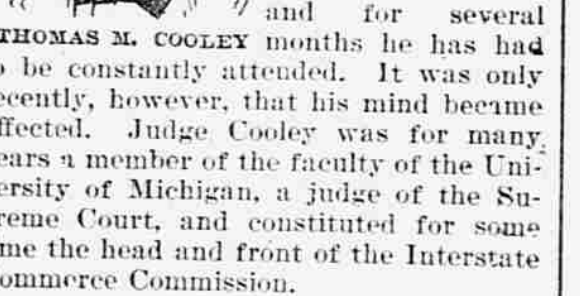 and for several
THOMAS M. COOLEY months he has had
be constantly attended. It was only
ecently, however, that his mind became
ffected. Judge Cooley was for many
ears a member of the faculty of the Uni-
ersity of Michigan, a judge of the Su-
reme Court, and constituted for some
me the head and front of the Interstate
ommerce Commission.